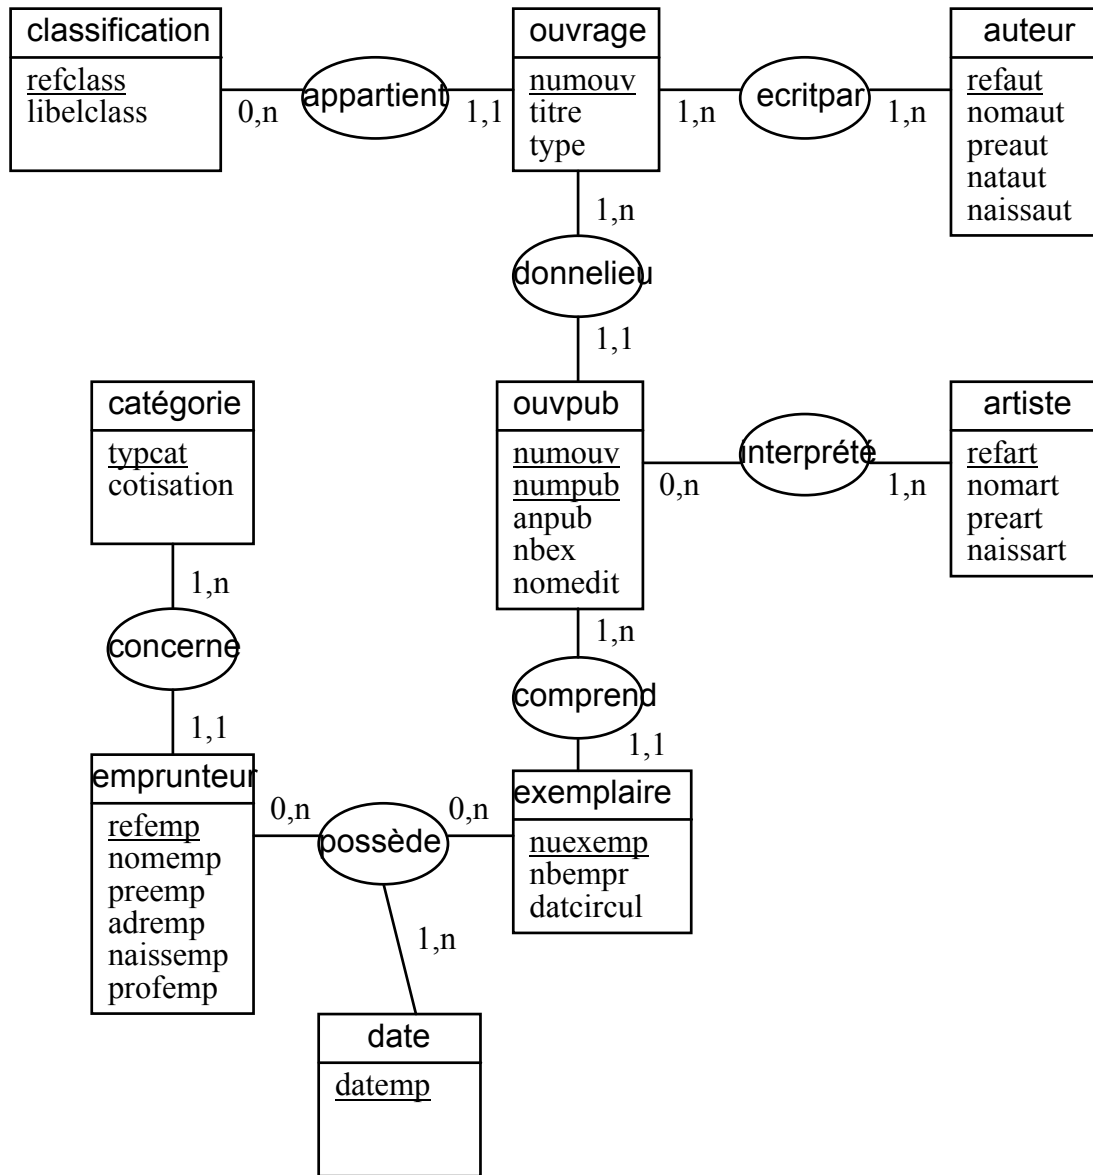 classification
refclass
libelclass
0,n
appartient
1,1
ouvrage
numouv
titre
type
1,n
ecritpar
1,n
auteur
refaut
nomaut
preaut
nataut
naissaut
1,n
donnelieu
1,1
catégorie
typcat
cotisation
ouvpub
numouv
numpub
anpub
nbex
nomedit
0,n
interprété
1,n
artiste
refart
nomart
preart
naissart
1,n
concerne
1,1
1,n
comprend
1,1
emprunteur
refemp
nomemp
preemp
adremp
naissemp
profemp
0,n
possède
0,n
exemplaire
nuexemp
nbempr
datcircul
1,n
date
datemp